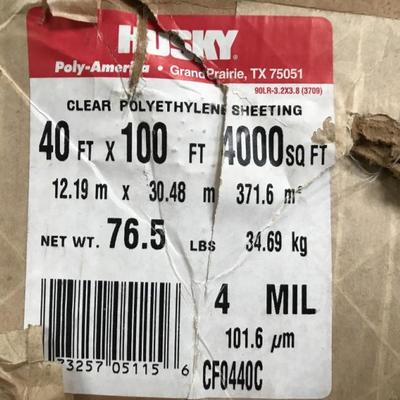 HUSKY
Poly-America • Grand Prairie, TX 75051
90LR-3.2X3.8 (3709)
CLEAR POLYETHYLENE SHEETING
40 FT X 100 FT 4000 SQ FT
12.19 m x 30.48 m 371.6 m²
NET WT. 76.5 LBS 34.69 kg
4 MIL
101.6 µm
73257 05115 6
CF0440C